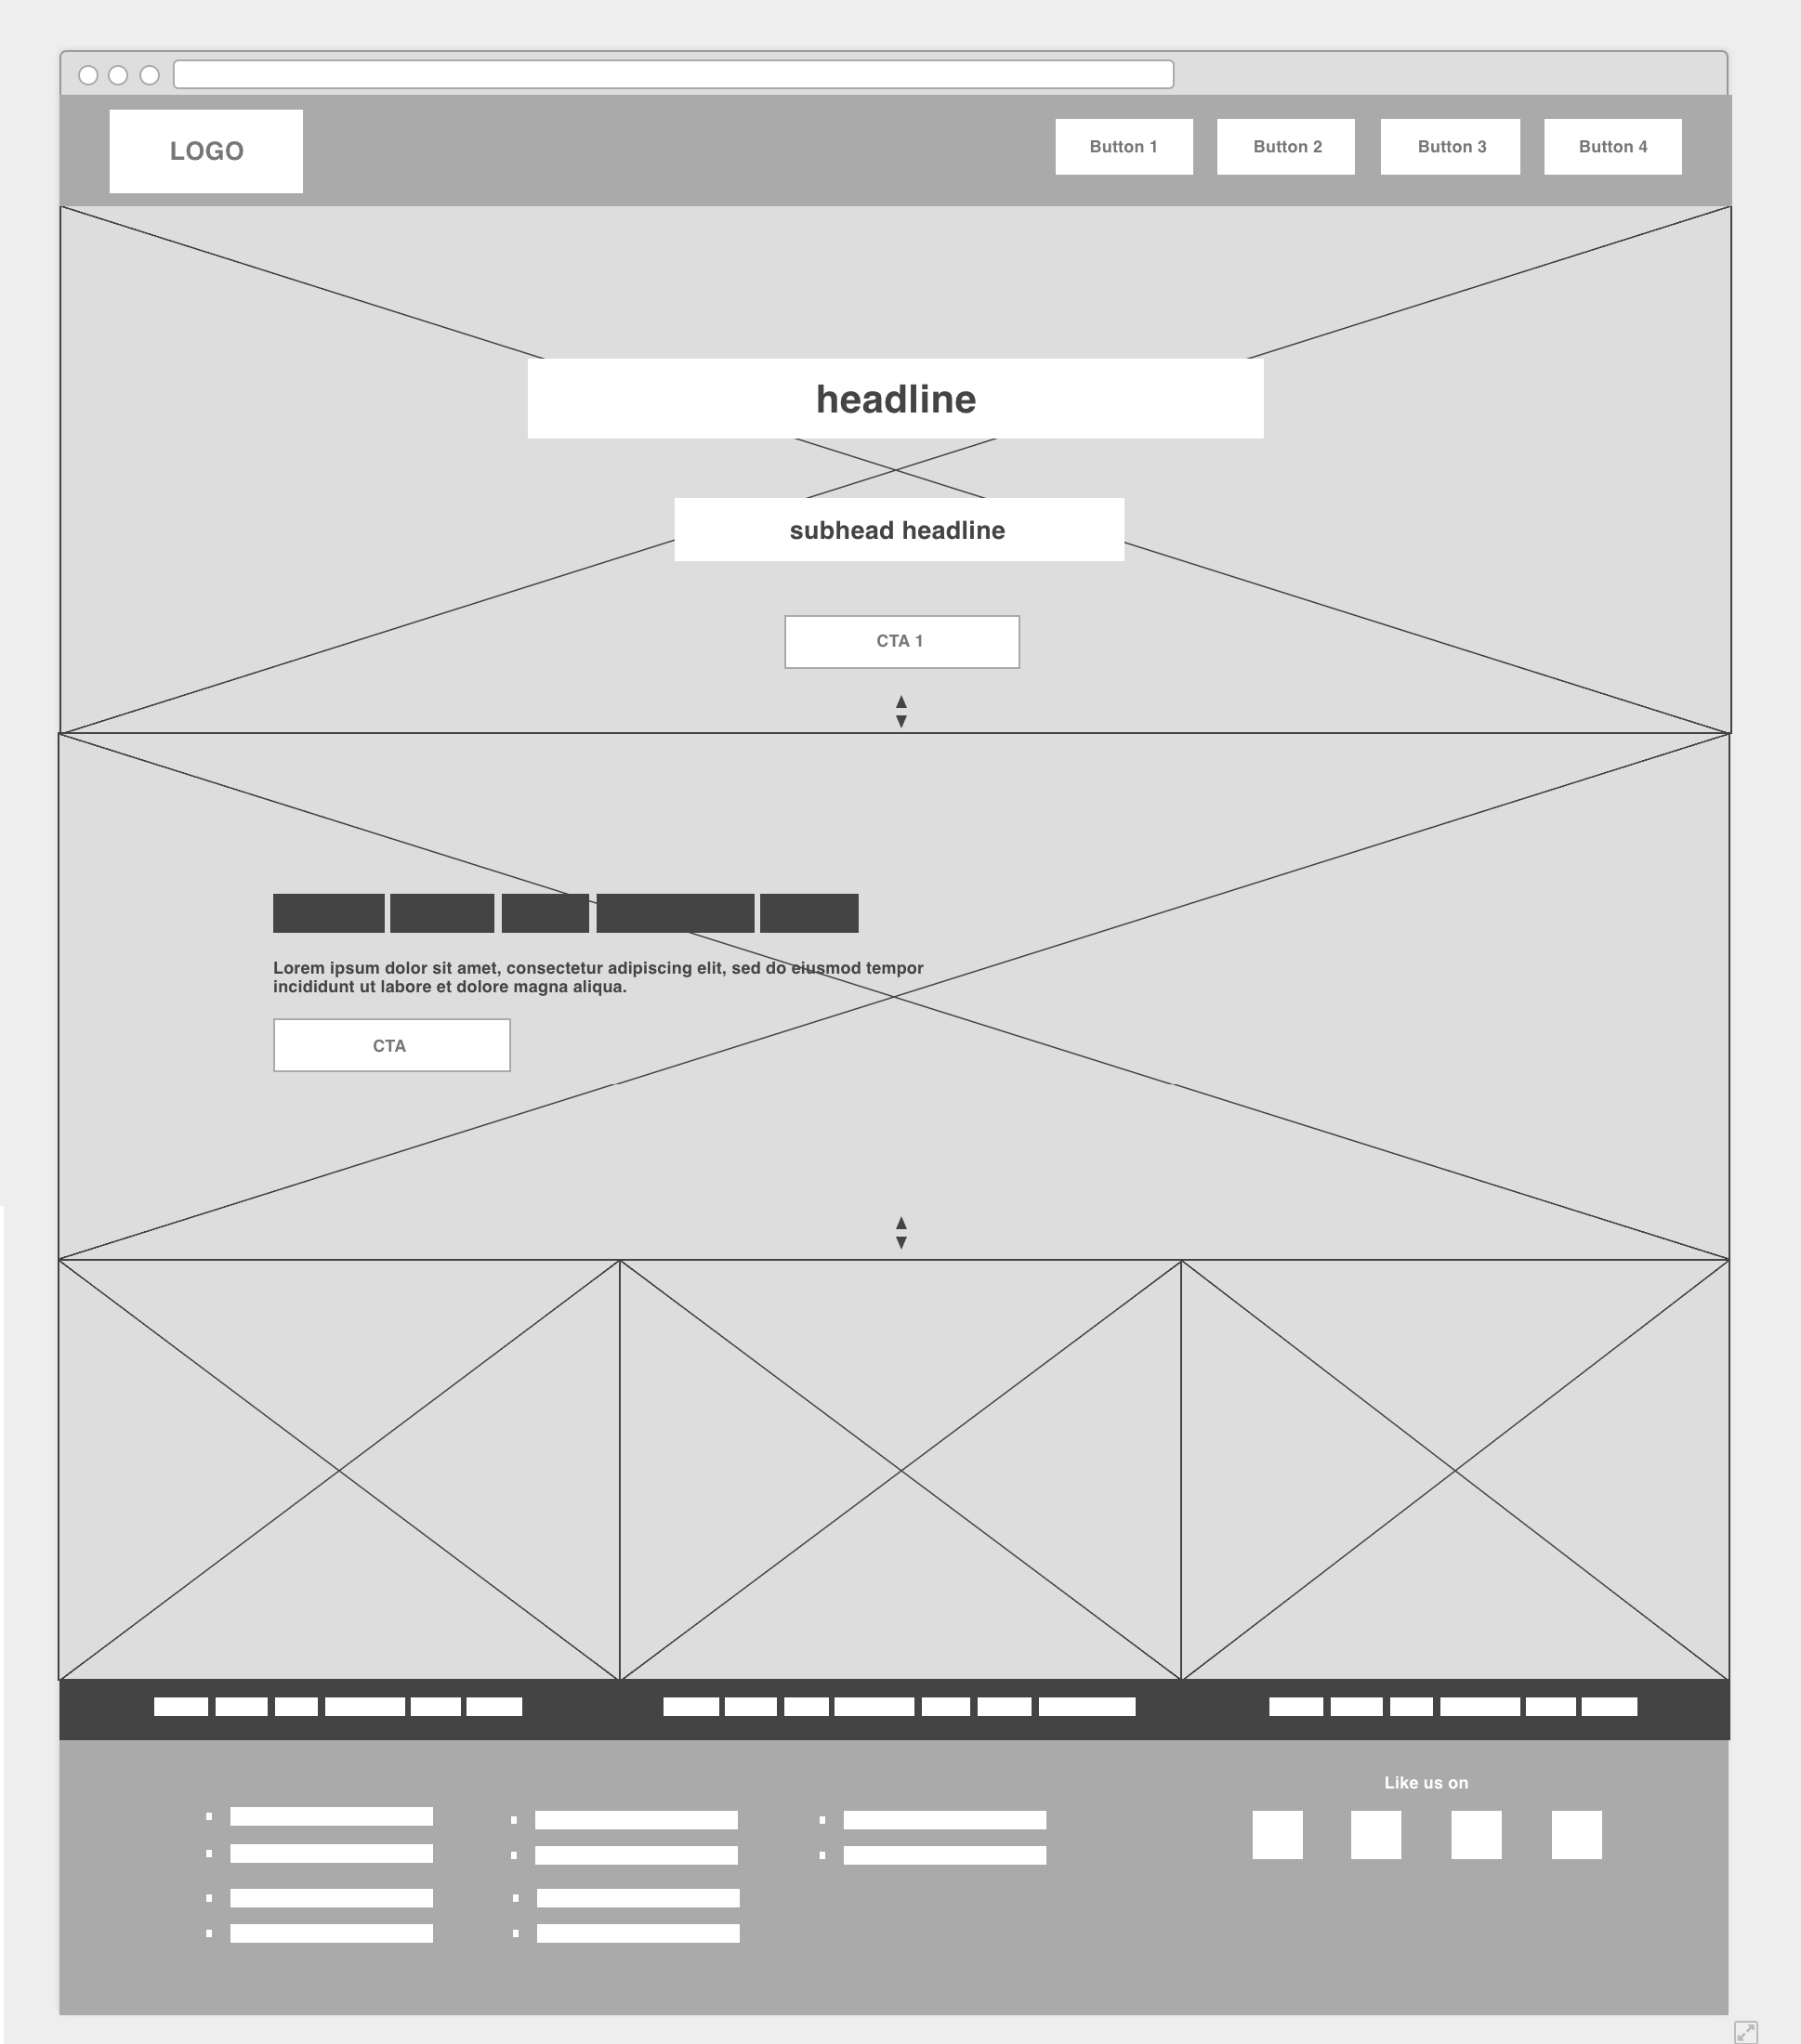 LOGO
Button 1
Button 2
Button 3
Button 4
headline
subhead headline
CTA 1
Lorem ipsum dolor sit amet, consectetur adipiscing elit, sed do eiusmod tempor
incididunt ut labore et dolore magna aliqua.
CTA
Like us on